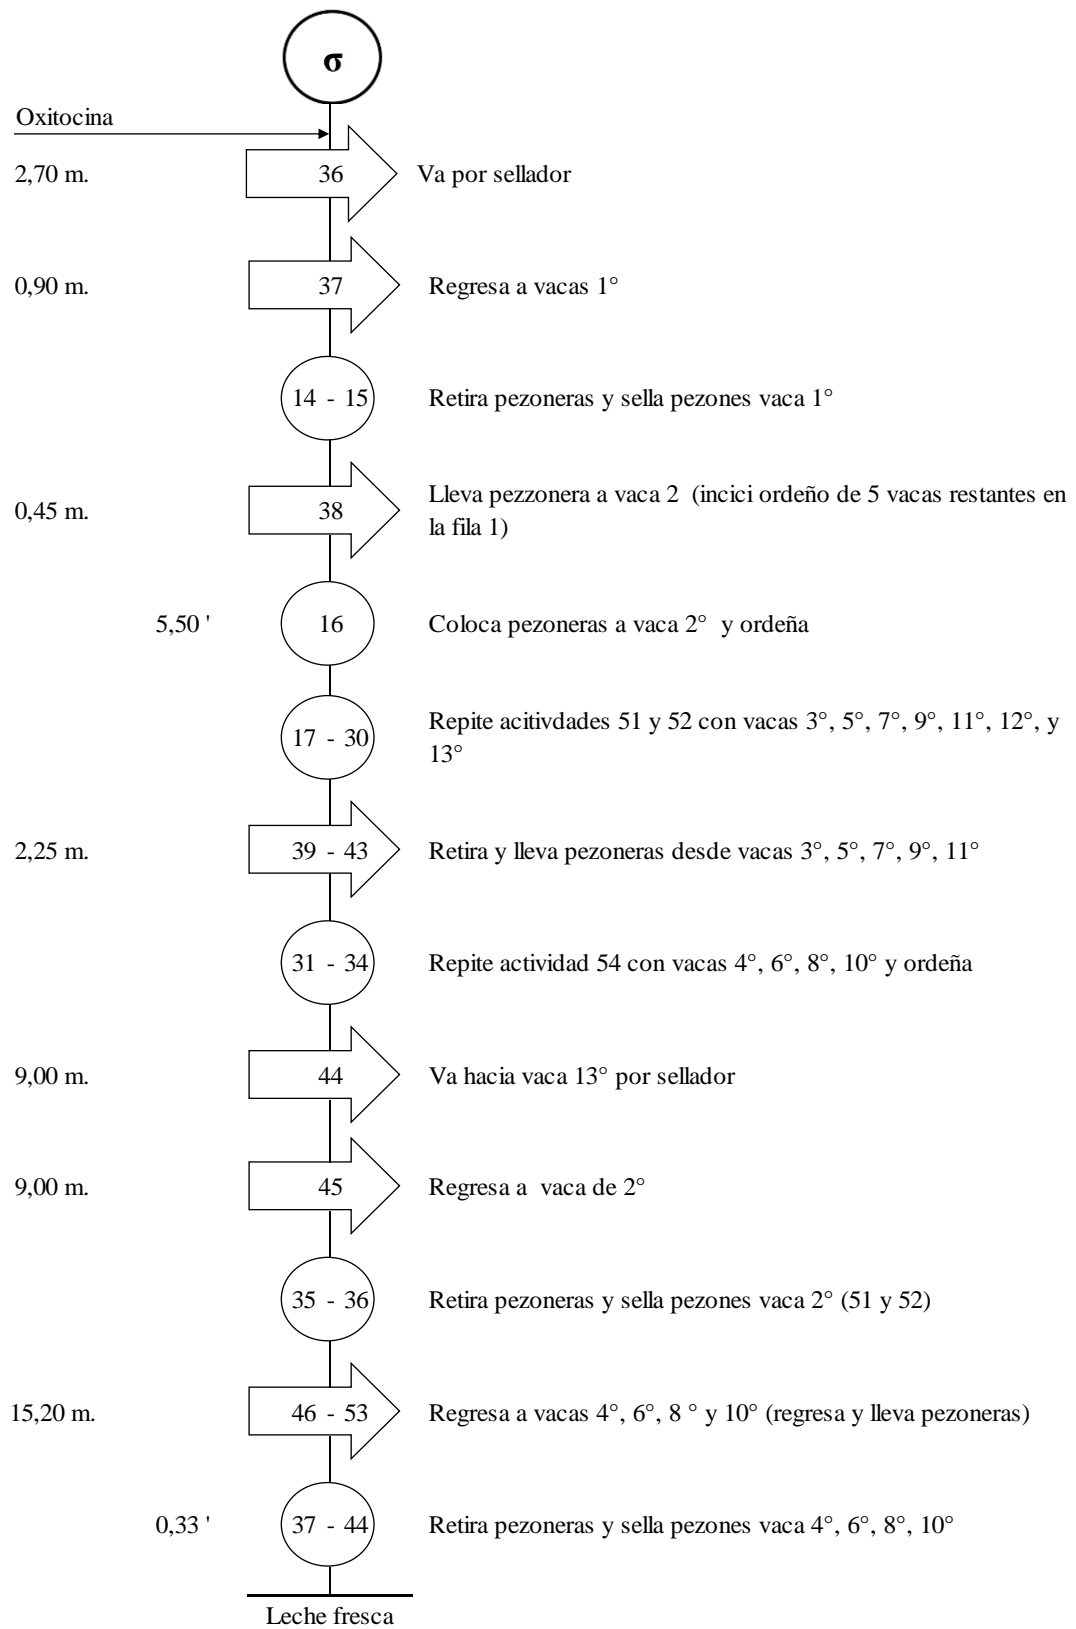 σ
Oxitocina
2,70 m. 36 Va por sellador
0,90 m. 37 Regresa a vacas 1°
14 - 15 Retira pezoneras y sella pezones vaca 1°
0,45 m. 38 Lleva pezzonera a vaca 2 (incici ordeño de 5 vacas restantes en
la fila 1)
5,50 ' 16 Coloca pezoneras a vaca 2° y ordeña
17 - 30 Repite acitivdades 51 y 52 con vacas 3°, 5°, 7°, 9°, 11°, 12°, y
13°
2,25 m. 39 - 43 Retira y lleva pezoneras desde vacas 3°, 5°, 7°, 9°, 11°
31 - 34 Repite actividad 54 con vacas 4°, 6°, 8°, 10° y ordeña
9,00 m. 44 Va hacia vaca 13° por sellador
9,00 m. 45 Regresa a vaca de 2°
35 - 36 Retira pezoneras y sella pezones vaca 2° (51 y 52)
15,20 m. 46 - 53 Regresa a vacas 4°, 6°, 8 ° y 10° (regresa y lleva pezoneras)
0,33 ' 37 - 44 Retira pezoneras y sella pezones vaca 4°, 6°, 8°, 10°
Leche fresca